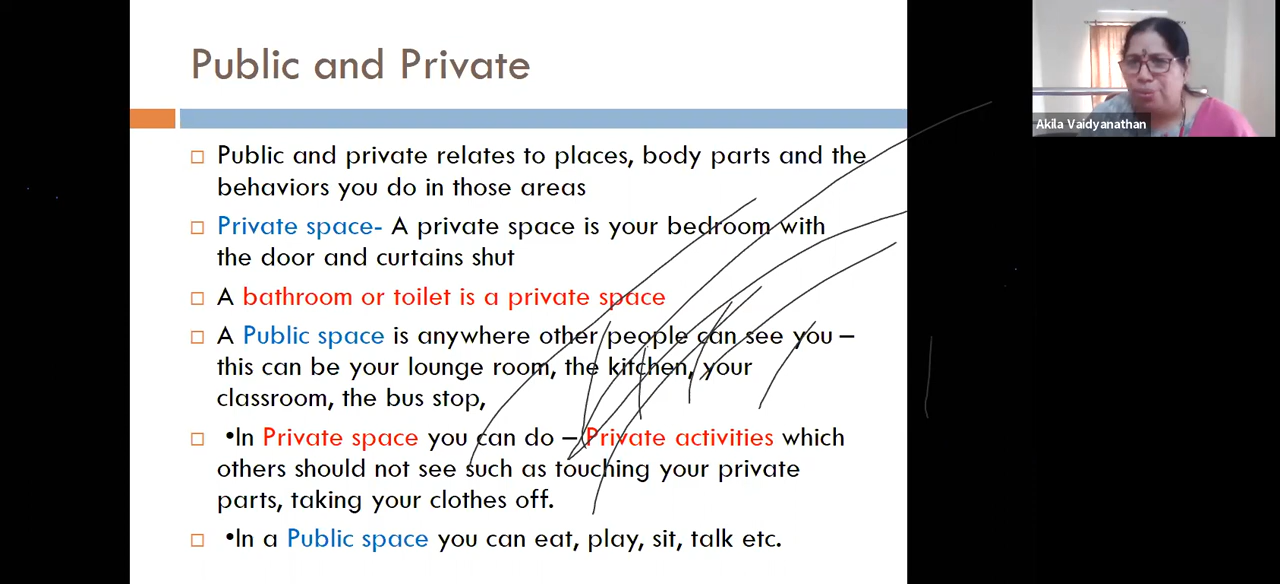 Public and Private
Akila Vaidyanathan
Public and private relates to places, body parts and the
behaviors you do in those areas
Private space- A private space is your bedroom with
the door and curtains shut
A bathroom or toilet is a private space
A Public space is anywhere other people can see you –
this can be your lounge room, the kitchen, your
classroom, the bus stop,
•In Private space you can do – Private activities which
others should not see such as touching your private
parts, taking your clothes off.
•In a Public space you can eat, play, sit, talk etc.